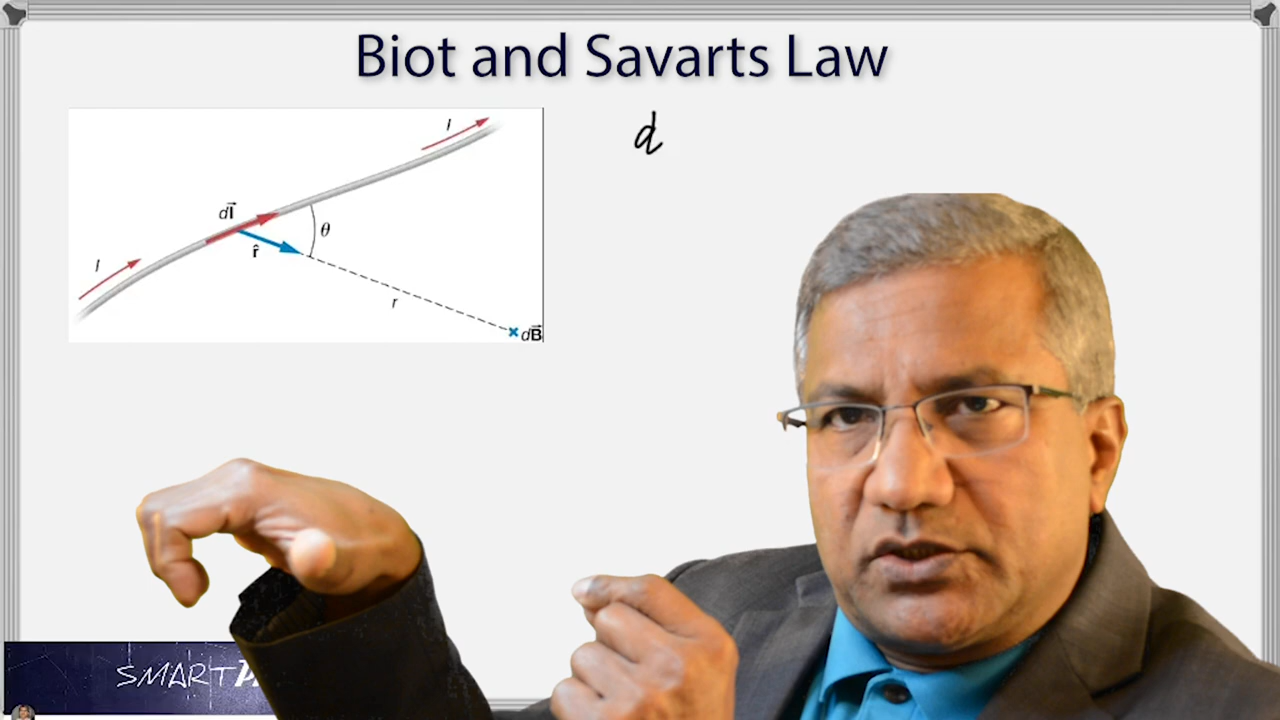 Biot and Savarts Law
d
I
dl⃗
θ
r̂
I
r
dB⃗
SMART